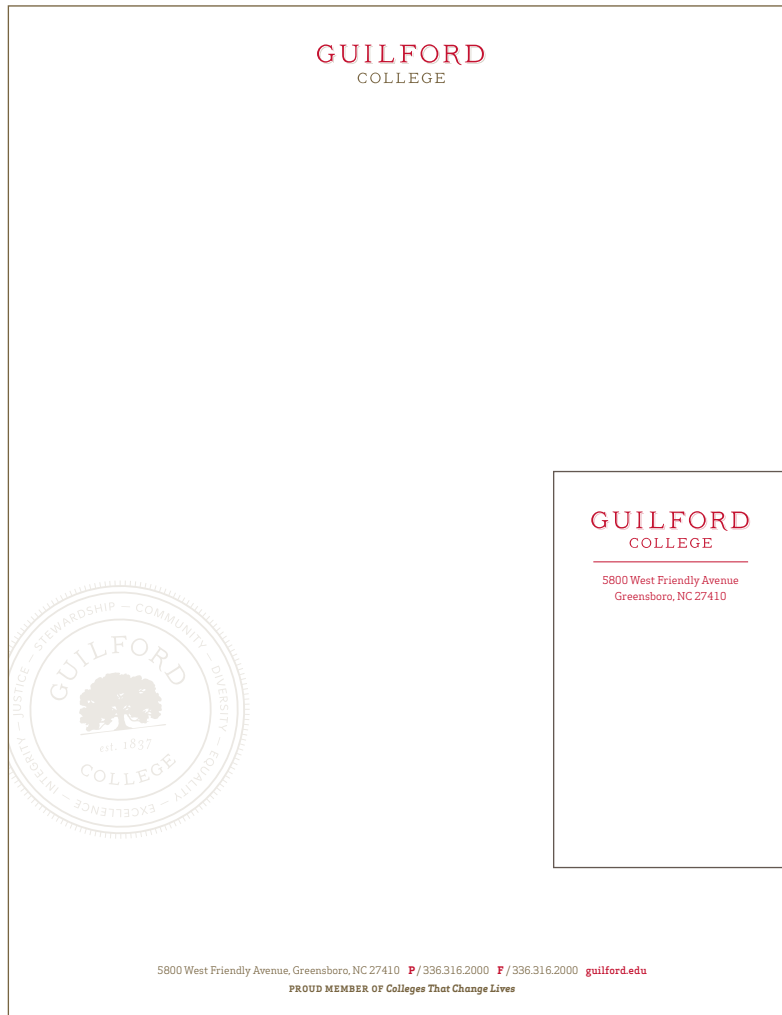 GUILFORD
COLLEGE
GUILFORD
COLLEGE
5800 West Friendly Avenue
Greensboro, NC 27410
INTEGRITY — JUSTICE — STEWARDSHIP — COMMUNITY — DIVERSITY — EQUALITY — EXCELLENCE —
GUILFORD
est. 1837
COLLEGE
5800 West Friendly Avenue, Greensboro, NC 27410 P / 336.316.2000 F / 336.316.2000 guilford.edu
PROUD MEMBER OF Colleges That Change Lives